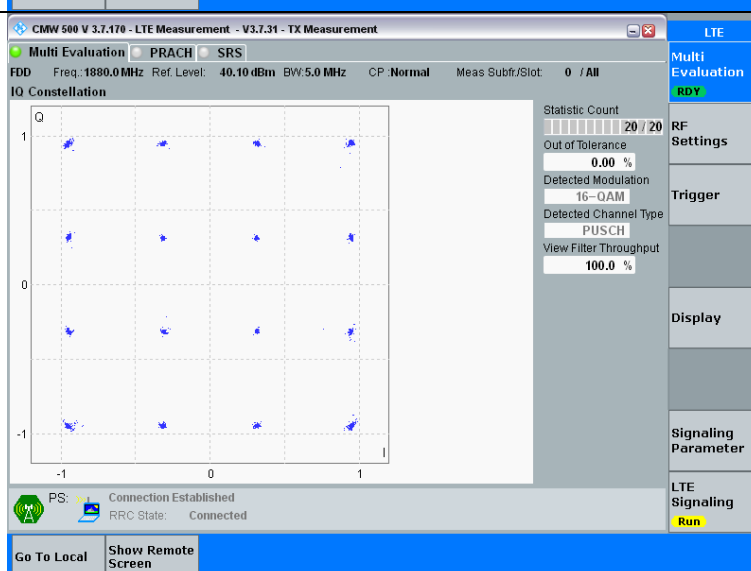 CMW 500 V 3.7.170 - LTE Measurement - V3.7.31 - TX Measurement
LTE
Multi Evaluation PRACH SRS
FDD Freq.: 1880.0 MHz Ref. Level: 40.10 dBm BW: 5.0 MHz CP : Normal Meas Subfr./Slot: 0 / All
IQ Constellation
Q
1
0
-1
-1 0 1
I
Statistic Count
20 / 20
Out of Tolerance
0.00 %
Detected Modulation
16-QAM
Detected Channel Type
PUSCH
View Filter Throughput
100.0 %
Multi
Evaluation
RDY
RF
Settings
Trigger
Display
Signaling
Parameter
LTE
Signaling
Run
PS: Connection Established
RRC State: Connected
Go To Local
Show Remote
Screen